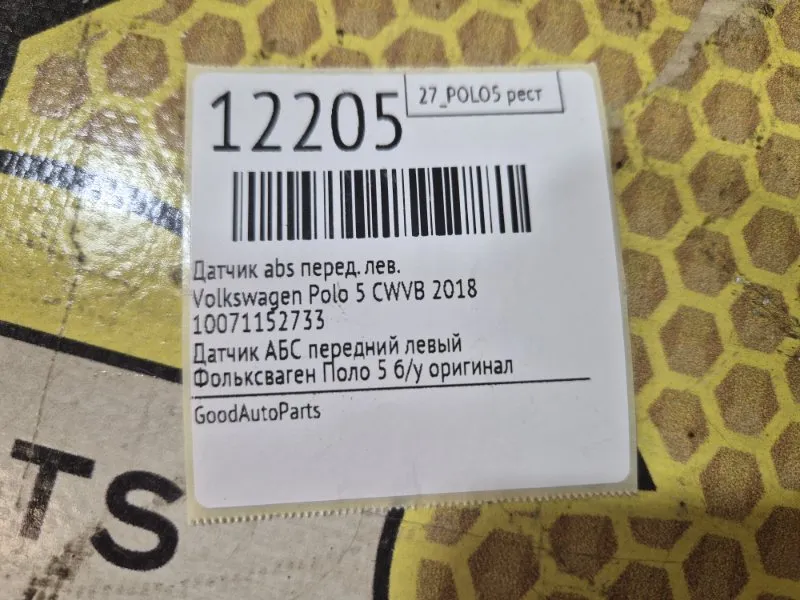 12205
27_POLO5 рест
Датчик abs перед. лев.
Volkswagen Polo 5 CWVB 2018
10071152733
Датчик АБС передний левый
Фольксваген Поло 5 б/у оригинал
GoodAutoParts
TS